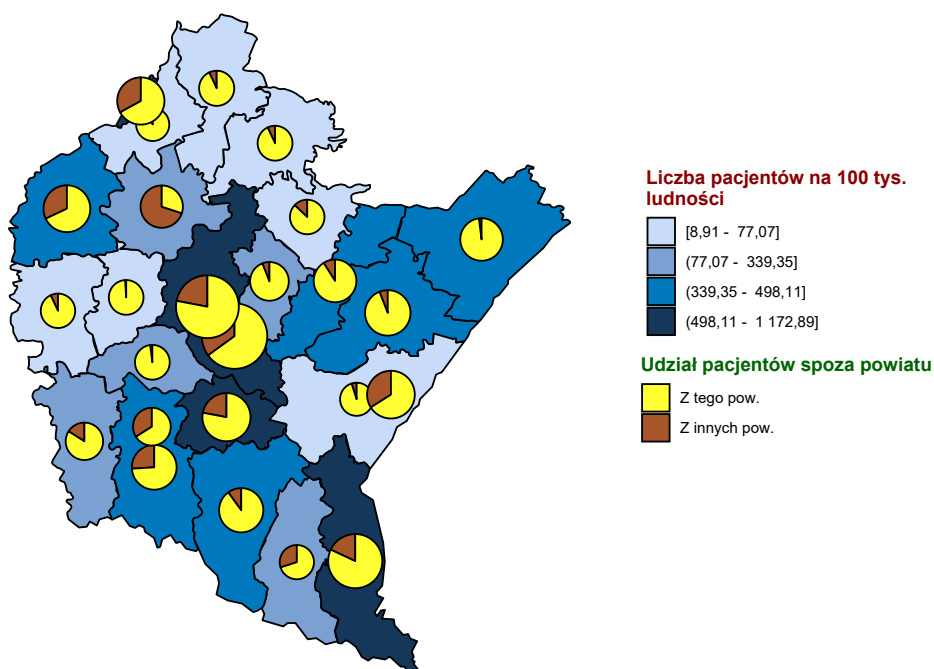 Liczba pacjentów na 100 tys.
ludności
[8,91 - 77,07]
(77,07 - 339,35]
(339,35 - 498,11]
(498,11 - 1 172,89]
Udział pacjentów spoza powiatu
Z tego pow.
Z innych pow.